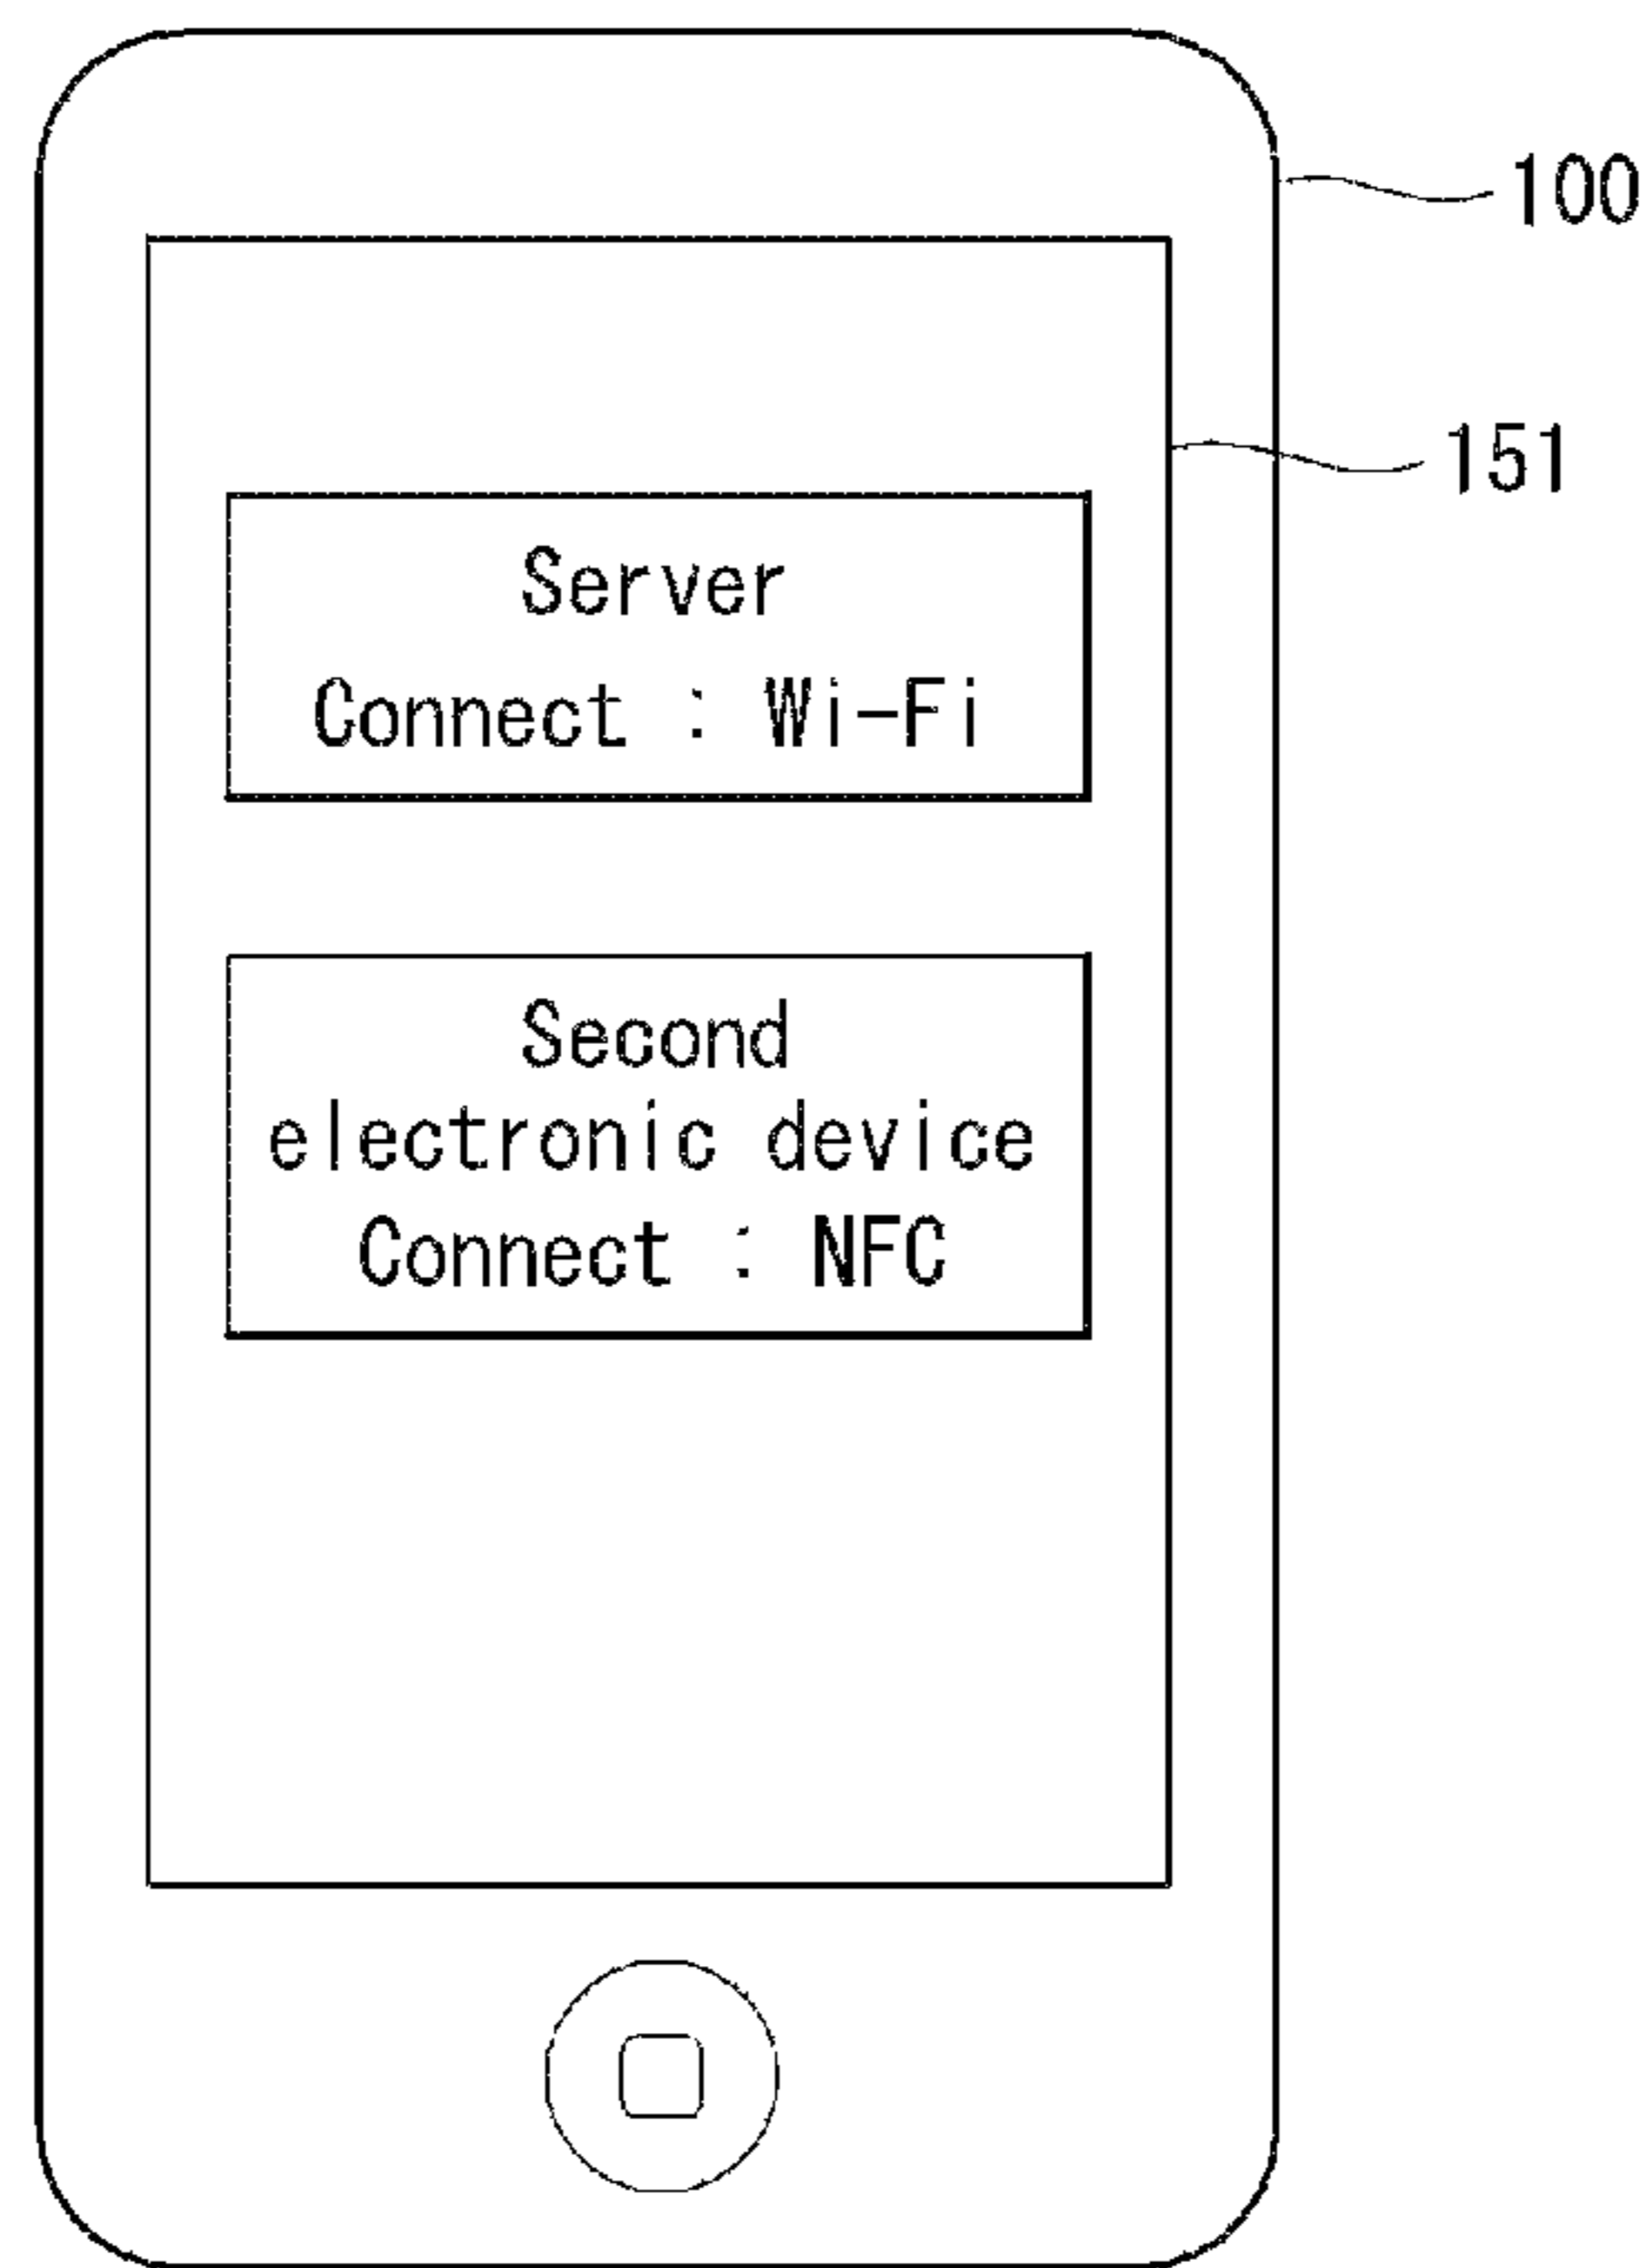 100
151
Server
Connect : Wi-Fi
Second
electronic device
Connect : NFC